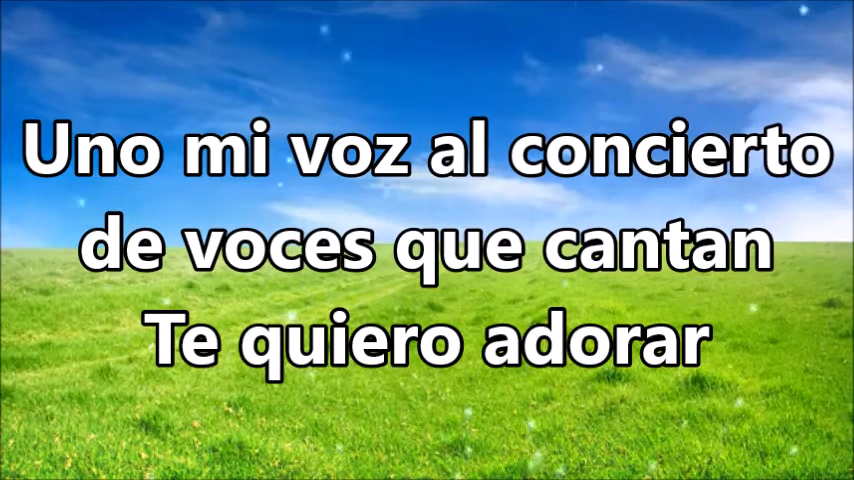 Uno mi voz al concierto
de voces que cantan
Te quiero adorar